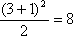 (3+1)²/2 = 8